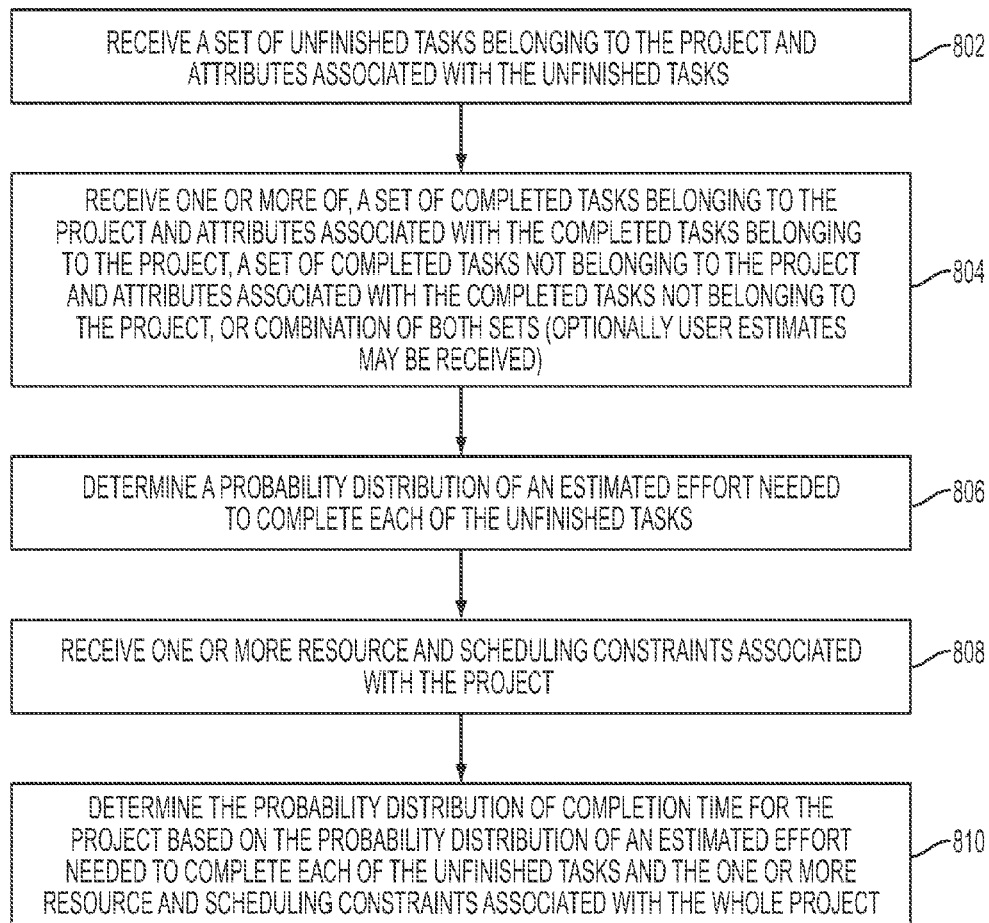 RECEIVE A SET OF UNFINISHED TASKS BELONGING TO THE PROJECT AND
ATTRIBUTES ASSOCIATED WITH THE UNFINISHED TASKS
802
RECEIVE ONE OR MORE OF, A SET OF COMPLETED TASKS BELONGING TO THE
PROJECT AND ATTRIBUTES ASSOCIATED WITH THE COMPLETED TASKS BELONGING
TO THE PROJECT, A SET OF COMPLETED TASKS NOT BELONGING TO THE PROJECT
AND ATTRIBUTES ASSOCIATED WITH THE COMPLETED TASKS NOT BELONGING TO
THE PROJECT, OR COMBINATION OF BOTH SETS (OPTIONALLY USER ESTIMATES
MAY BE RECEIVED)
804
DETERMINE A PROBABILITY DISTRIBUTION OF AN ESTIMATED EFFORT NEEDED
TO COMPLETE EACH OF THE UNFINISHED TASKS
806
RECEIVE ONE OR MORE RESOURCE AND SCHEDULING CONSTRAINTS ASSOCIATED
WITH THE PROJECT
808
DETERMINE THE PROBABILITY DISTRIBUTION OF COMPLETION TIME FOR THE
PROJECT BASED ON THE PROBABILITY DISTRIBUTION OF AN ESTIMATED EFFORT
NEEDED TO COMPLETE EACH OF THE UNFINISHED TASKS AND THE ONE OR MORE
RESOURCE AND SCHEDULING CONSTRAINTS ASSOCIATED WITH THE WHOLE PROJECT
810